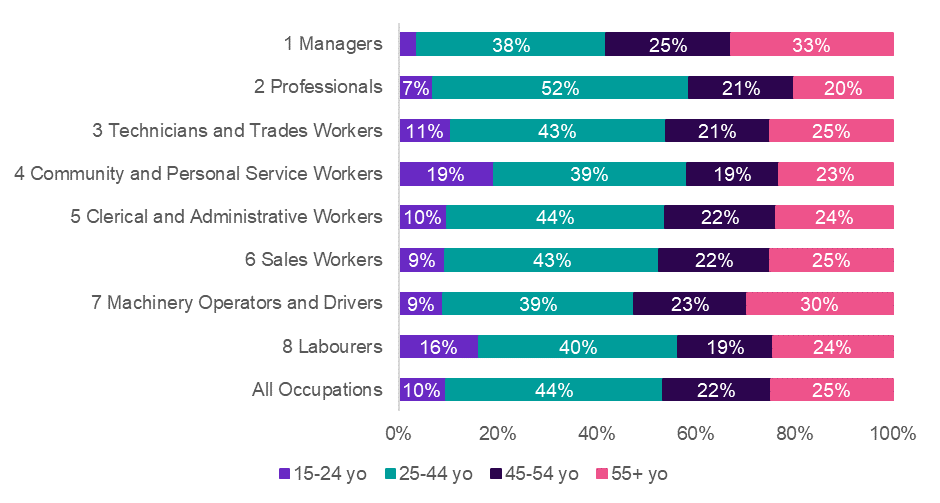 1 Managers 38% 25% 33%
2 Professionals 7% 52% 21% 20%
3 Technicians and Trades Workers 11% 43% 21% 25%
4 Community and Personal Service Workers 19% 39% 19% 23%
5 Clerical and Administrative Workers 10% 44% 22% 24%
6 Sales Workers 9% 43% 22% 25%
7 Machinery Operators and Drivers 9% 39% 23% 30%
8 Labourers 16% 40% 19% 24%
All Occupations 10% 44% 22% 25%
0% 20% 40% 60% 80% 100%
15-24 yo 25-44 yo 45-54 yo 55+ yo